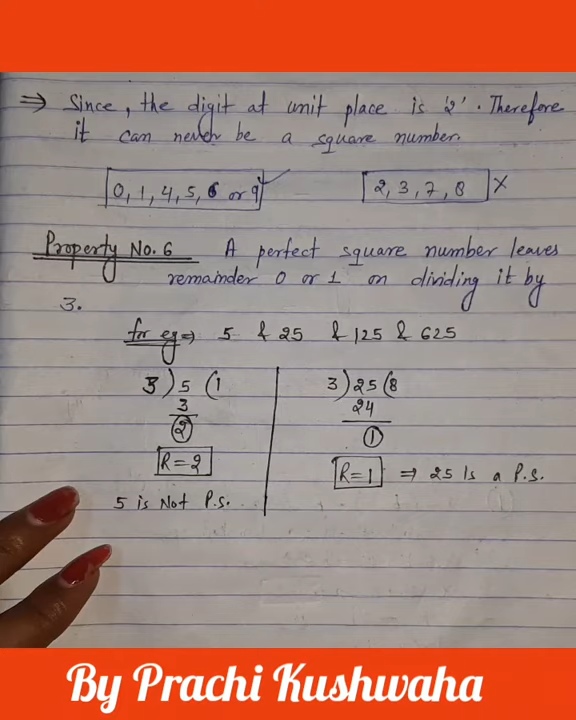 ⇒ Since, the digit at unit place is '2'. Therefore
it can never be a square number.
0, 1, 4, 5, 6 or 9 ✓ 2, 3, 7, 8 ✗
Property No. 6 A perfect square number leaves
remainder 0 or 1 on dividing it by
3.
for eg ⇒ 5 & 25 & 125 & 625
3 ) 5 ( 1
3
2
R = 2
5 is Not P.S.
3 ) 25 ( 8
24
1
R = 1 ⇒ 25 Is a P.S.
By Prachi Kushwaha